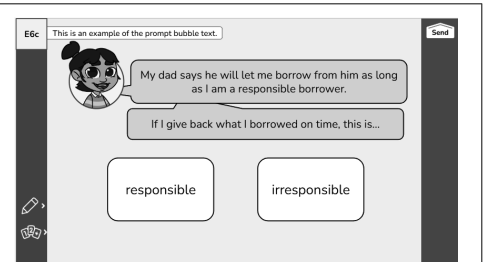 E6c
This is an example of the prompt bubble text.
Send
My dad says he will let me borrow from him as long
as I am a responsible borrower.
If I give back what I borrowed on time, this is...
responsible
irresponsible